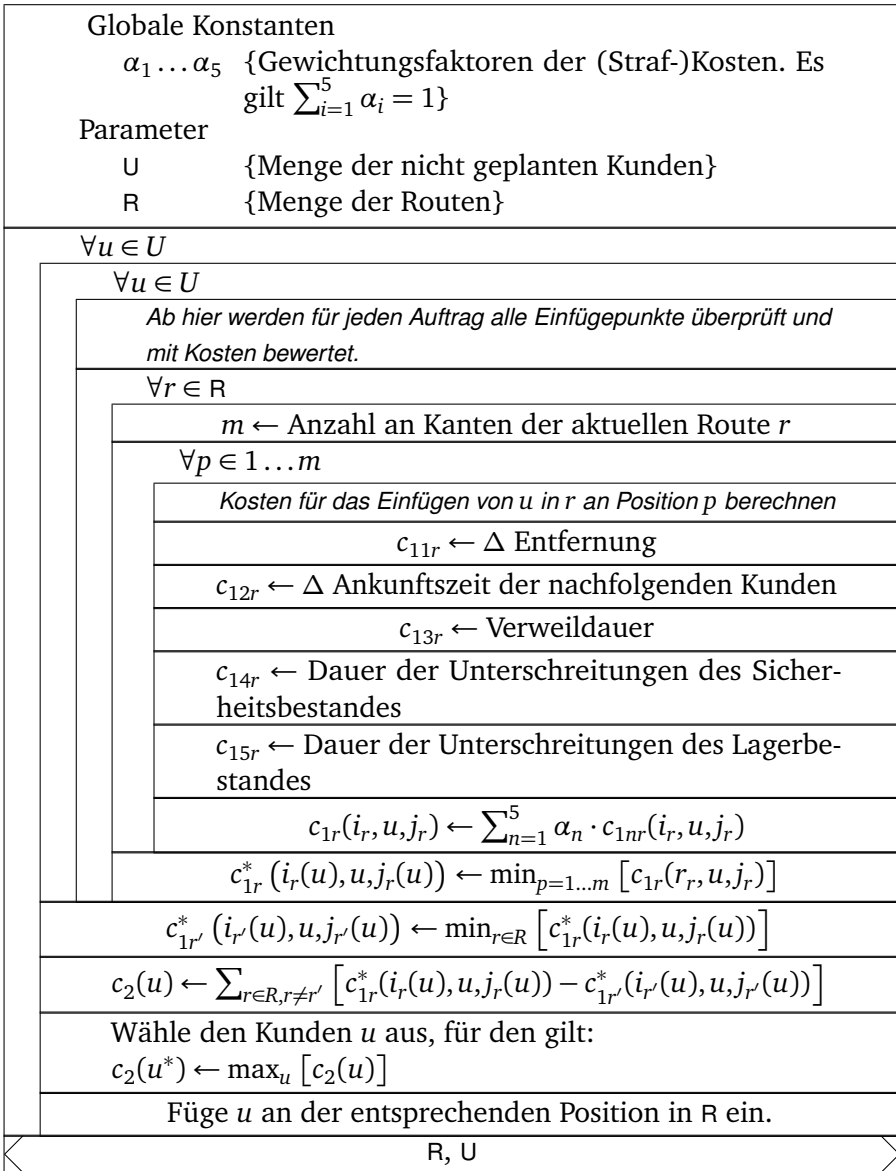 Globale Konstanten
α₁ … α₅ {Gewichtungsfaktoren der (Straf-)Kosten. Es
gilt ∑⁵ᵢ₌₁ αᵢ = 1}
Parameter
U {Menge der nicht geplanten Kunden}
R {Menge der Routen}
∀u ∈ U
∀u ∈ U
Ab hier werden für jeden Auftrag alle Einfügepunkte überprüft und
mit Kosten bewertet.
∀r ∈ R
m ← Anzahl an Kanten der aktuellen Route r
∀p ∈ 1 … m
Kosten für das Einfügen von u in r an Position p berechnen
c₁₁ᵣ ← Δ Entfernung
c₁₂ᵣ ← Δ Ankunftszeit der nachfolgenden Kunden
c₁₃ᵣ ← Verweildauer
c₁₄ᵣ ← Dauer der Unterschreitungen des Sicher-
heitsbestandes
c₁₅ᵣ ← Dauer der Unterschreitungen des Lagerbe-
standes
c₁ᵣ(iᵣ, u, jᵣ) ← ∑⁵ₙ₌₁ αₙ · c₁ₙᵣ(iᵣ, u, jᵣ)
c*₁ᵣ (iᵣ(u), u, jᵣ(u)) ← min_{p=1…m} [c₁ᵣ(rᵣ, u, jᵣ)]
c*₁ᵣ′ (iᵣ′(u), u, jᵣ′(u)) ← min_{r∈R} [c*₁ᵣ(iᵣ(u), u, jᵣ(u))]
c₂(u) ← ∑_{r∈R, r≠r′} [c*₁ᵣ(iᵣ(u), u, jᵣ(u)) − c*₁ᵣ′(iᵣ′(u), u, jᵣ′(u))]
Wähle den Kunden u aus, für den gilt:
c₂(u*) ← maxᵤ [c₂(u)]
Füge u an der entsprechenden Position in R ein.
R, U